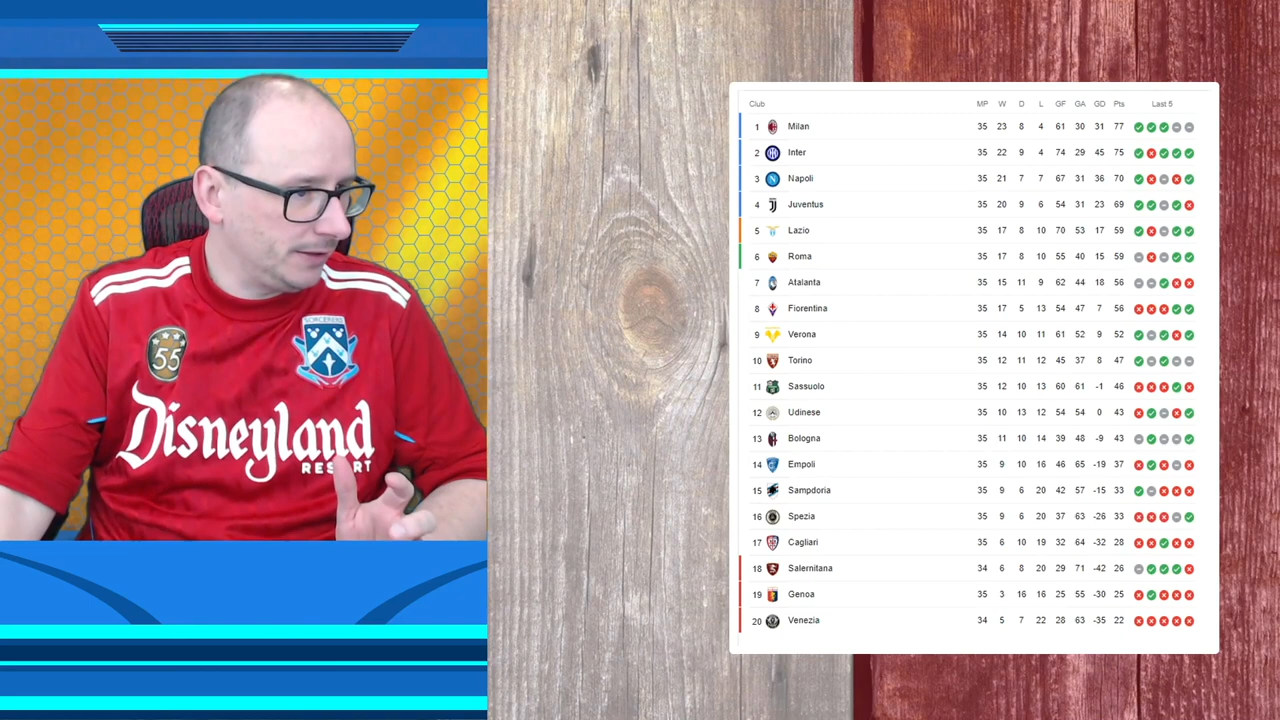 SORCERERS
55
Disneyland
RESORT
Club MP W D L GF GA GD Pts Last 5
1 Milan 35 23 8 4 61 30 31 77
2 Inter 35 22 9 4 74 29 45 75
3 Napoli 35 21 7 7 67 31 36 70
4 Juventus 35 20 9 6 54 31 23 69
5 Lazio 35 17 8 10 70 53 17 59
6 Roma 35 17 8 10 55 40 15 59
7 Atalanta 35 15 11 9 62 44 18 56
8 Fiorentina 35 17 5 13 54 47 7 56
9 Verona 35 14 10 11 61 52 9 52
10 Torino 35 12 11 12 45 37 8 47
11 Sassuolo 35 12 10 13 60 61 -1 46
12 Udinese 35 10 13 12 54 54 0 43
13 Bologna 35 11 10 14 39 48 -9 43
14 Empoli 35 9 10 16 46 65 -19 37
15 Sampdoria 35 9 6 20 42 57 -15 33
16 Spezia 35 9 6 20 37 63 -26 33
17 Cagliari 35 6 10 19 32 64 -32 28
18 Salernitana 34 6 8 20 29 71 -42 26
19 Genoa 35 3 16 16 25 55 -30 25
20 Venezia 34 5 7 22 28 63 -35 22